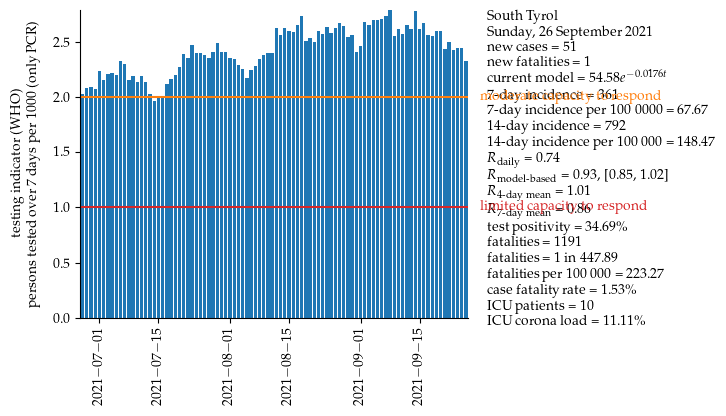 South Tyrol
Sunday, 26 September 2021
new cases = 51
new fatalities = 1
current model = 54.58e^{−0.0176t}
7-day incidence = 361
moderate capacity to respond
7-day incidence per 100 0000 = 67.67
14-day incidence = 792
14-day incidence per 100 000 = 148.47
R_daily = 0.74
R_model-based = 0.93, [0.85, 1.02]
R_4-day mean = 1.01
limited capacity to respond
R_7-day mean = 0.86
test positivity = 34.69%
fatalities = 1191
fatalities = 1 in 447.89
fatalities per 100 000 = 223.27
case fatality rate = 1.53%
ICU patients = 10
ICU corona load = 11.11%
testing indicator (WHO)
persons tested over 7 days per 1000 (only PCR)
2.5
2.0
1.5
1.0
0.5
0.0
2021−07−01
2021−07−15
2021−08−01
2021−08−15
2021−09−01
2021−09−15